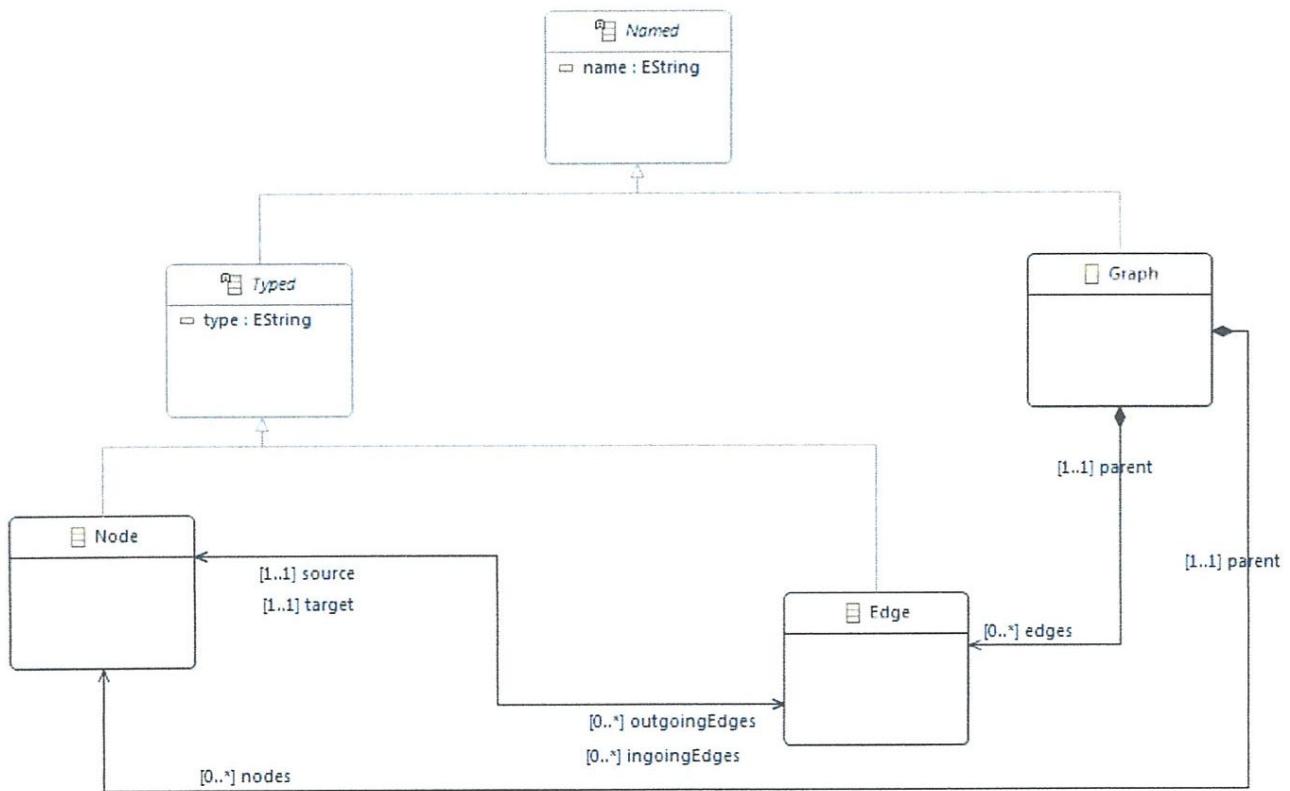 Named
name : EString
Typed
type : EString
Graph
[1..1] parent
Node
[1..1] source
[1..1] target
[1..1] parent
Edge
[0..*] edges
[0..*] outgoingEdges
[0..*] ingoingEdges
[0..*] nodes